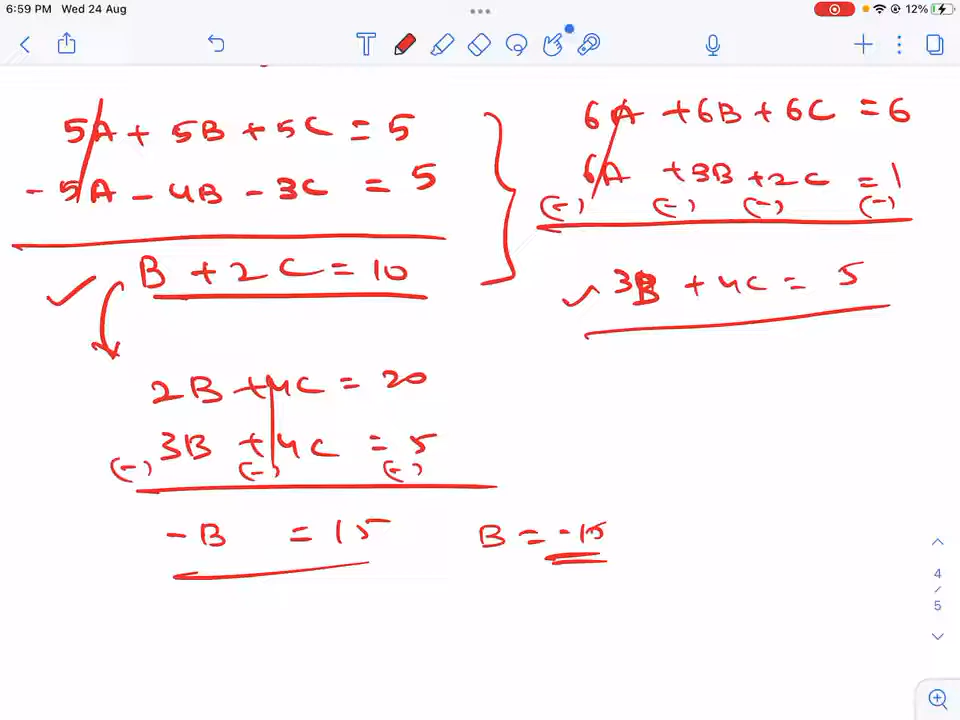 6:59 PM Wed 24 Aug
12%
T
5A + 5B + 5C = 5
- 5A - 4B - 3C = 5
B + 2C = 10
6A + 6B + 6C = 6
6A + 3B + 2C = 1
(-) (-) (-) (-)
3B + 4C = 5
2B + 4C = 20
3B + 4C = 5
(-) (-) (-)
-B = 15
B = -15
4
/
5